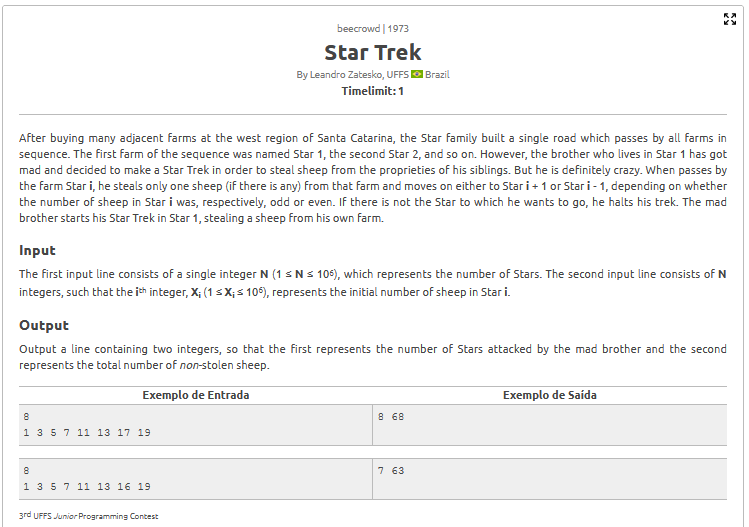 beecrowd | 1973
Star Trek
By Leandro Zatesko, UFFS Brazil
Timelimit: 1
After buying many adjacent farms at the west region of Santa Catarina, the Star family built a single road which passes by all farms in
sequence. The first farm of the sequence was named Star 1, the second Star 2, and so on. However, the brother who lives in Star 1 has got
mad and decided to make a Star Trek in order to steal sheep from the proprieties of his siblings. But he is definitely crazy. When passes by
the farm Star i, he steals only one sheep (if there is any) from that farm and moves on either to Star i + 1 or Star i - 1, depending on whether
the number of sheep in Star i was, respectively, odd or even. If there is not the Star to which he wants to go, he halts his trek. The mad
brother starts his Star Trek in Star 1, stealing a sheep from his own farm.
Input
The first input line consists of a single integer N (1 ≤ N ≤ 10⁶), which represents the number of Stars. The second input line consists of N
integers, such that the iᵗʰ integer, Xᵢ (1 ≤ Xᵢ ≤ 10⁶), represents the initial number of sheep in Star i.
Output
Output a line containing two integers, so that the first represents the number of Stars attacked by the mad brother and the second
represents the total number of non-stolen sheep.
Exemplo de Entrada Exemplo de Saída
8 8 68
1 3 5 7 11 13 17 19
8 7 63
1 3 5 7 11 13 16 19
3rd UFFS Junior Programming Contest